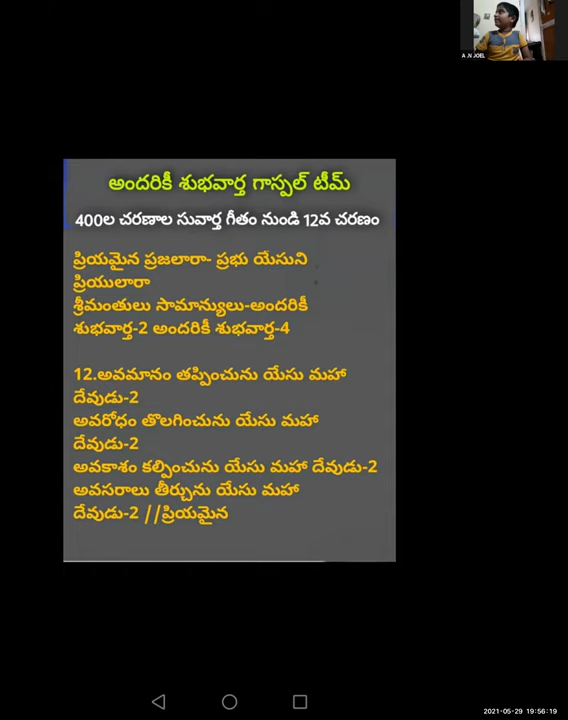 A.N JOEL
అందరికీ శుభవార్త గాస్పల్ టీమ్
400ల చరణాల సువార్త గీతం నుండి 12వ చరణం
ప్రియమైన ప్రజలారా- ప్రభు యేసుని
ప్రియులారా
శ్రీమంతులు సామాన్యులు-అందరికీ
శుభవార్త-2 అందరికీ శుభవార్త-4
12.అవమానం తప్పించును యేసు మహా
దేవుడు-2
అవరోధం తొలగించును యేసు మహా
దేవుడు-2
అవకాశం కల్పించును యేసు మహా దేవుడు-2
అవసరాలు తీర్చును యేసు మహా
దేవుడు-2 //ప్రియమైన
2021-05-29 19:56:19